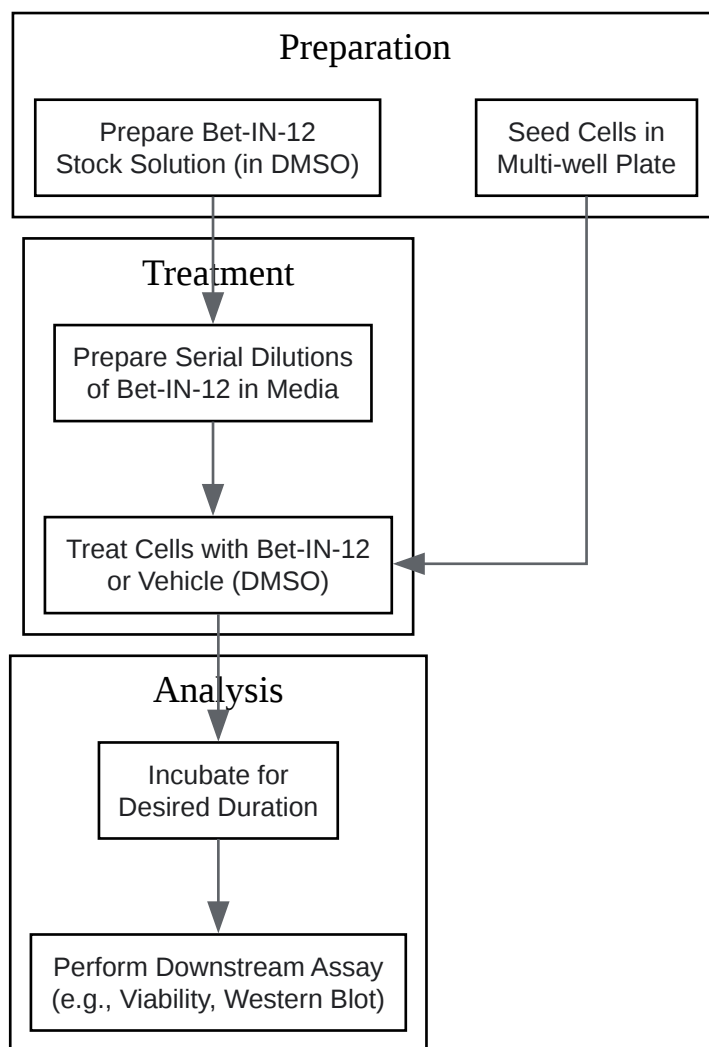 Preparation
Prepare Bet-IN-12
Stock Solution (in DMSO)
Seed Cells in
Multi-well Plate
Treatment
Prepare Serial Dilutions
of Bet-IN-12 in Media
Treat Cells with Bet-IN-12
or Vehicle (DMSO)
Analysis
Incubate for
Desired Duration
Perform Downstream Assay
(e.g., Viability, Western Blot)